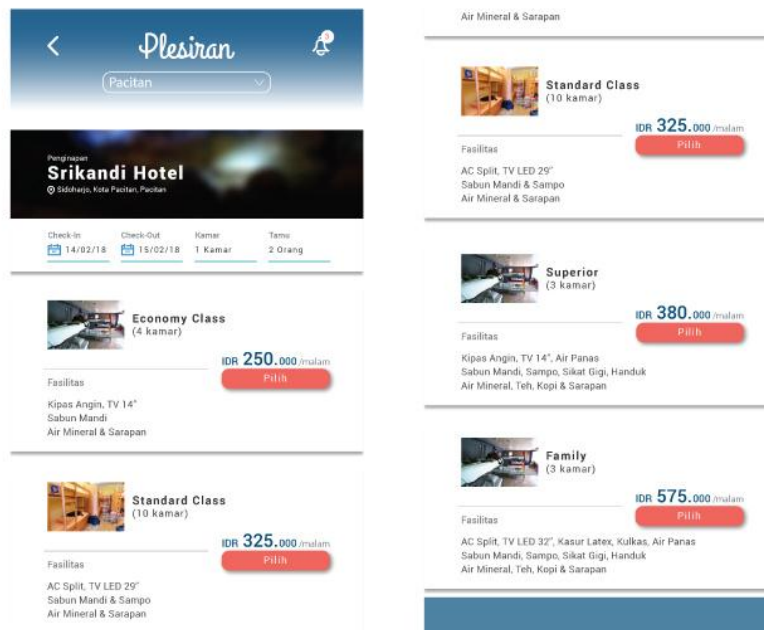 Plesiran
3
Pacitan
Penginapan
Srikandi Hotel
Sidoharjo, Kota Pacitan, Pacitan
Check-In Check-Out Kamar Tamu
14/02/18 15/02/18 1 Kamar 2 Orang
Economy Class
(4 kamar)
IDR 250.000 /malam
Pilih
Fasilitas
Kipas Angin, TV 14"
Sabun Mandi
Air Mineral & Sarapan
Standard Class
(10 kamar)
IDR 325.000 /malam
Pilih
Fasilitas
AC Split, TV LED 29"
Sabun Mandi & Sampo
Air Mineral & Sarapan
Air Mineral & Sarapan
Standard Class
(10 kamar)
IDR 325.000 /malam
Pilih
Fasilitas
AC Split, TV LED 29"
Sabun Mandi & Sampo
Air Mineral & Sarapan
Superior
(3 kamar)
IDR 380.000 /malam
Pilih
Fasilitas
Kipas Angin, TV 14", Air Panas
Sabun Mandi, Sampo, Sikat Gigi, Handuk
Air Mineral, Teh, Kopi & Sarapan
Family
(3 kamar)
IDR 575.000 /malam
Pilih
Fasilitas
AC Split, TV LED 32", Kasur Latex, Kulkas, Air Panas
Sabun Mandi, Sampo, Sikat Gigi, Handuk
Air Mineral, Teh, Kopi & Sarapan